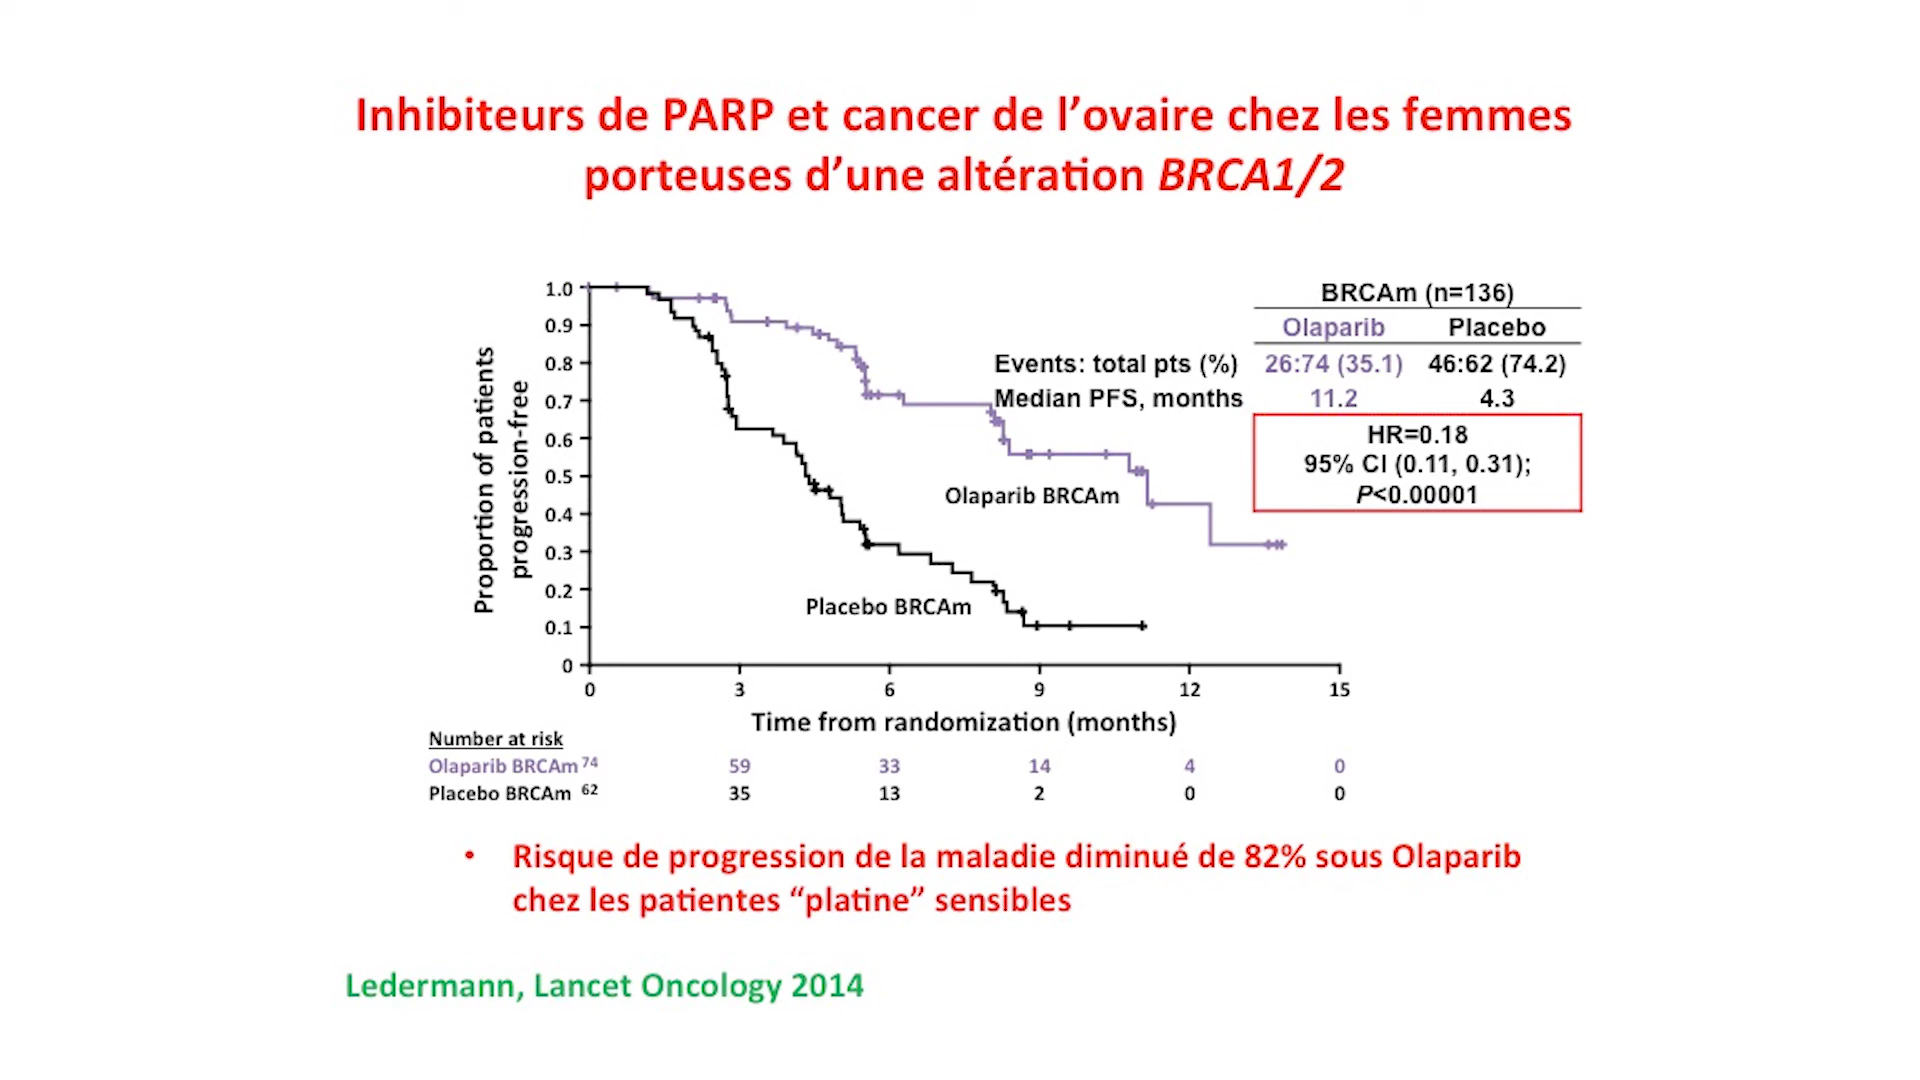 Inhibiteurs de PARP et cancer de l’ovaire chez les femmes
porteuses d’une altération BRCA1/2
BRCAm (n=136)
Olaparib Placebo
Events: total pts (%) 26:74 (35.1) 46:62 (74.2)
Median PFS, months 11.2 4.3
HR=0.18
95% CI (0.11, 0.31);
P<0.00001
Proportion of patients
progression-free
1.0
0.9
0.8
0.7
0.6
0.5
0.4
0.3
0.2
0.1
0
Olaparib BRCAm
Placebo BRCAm
0 3 6 9 12 15
Time from randomization (months)
Number at risk
Olaparib BRCAm 74 59 33 14 4 0
Placebo BRCAm 62 35 13 2 0 0
• Risque de progression de la maladie diminué de 82% sous Olaparib
chez les patientes “platine” sensibles
Ledermann, Lancet Oncology 2014